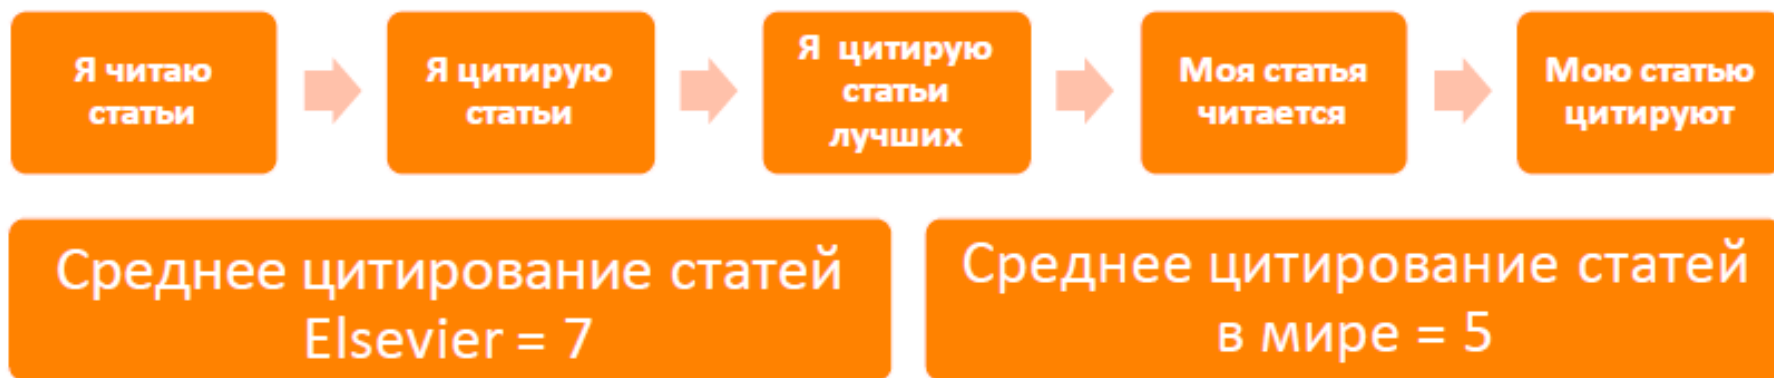 Я читаю
статьи
Я цитирую
статьи
Я цитирую
статьи
лучших
Моя статья
читается
Мою статью
цитируют
Среднее цитирование статей
Elsevier = 7
Среднее цитирование статей
в мире = 5